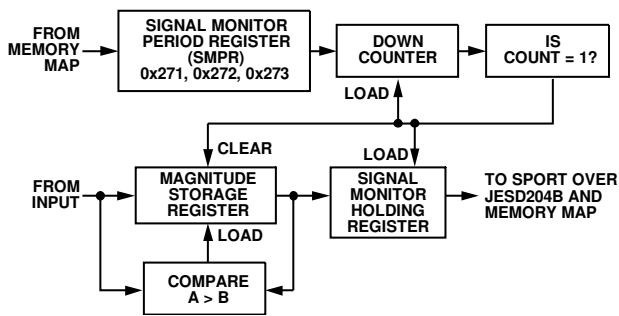 FROM
MEMORY
MAP
SIGNAL MONITOR
PERIOD REGISTER
(SMPR)
0x271, 0x272, 0x273
DOWN
COUNTER
IS
COUNT = 1?
LOAD
CLEAR
LOAD
FROM
INPUT
MAGNITUDE
STORAGE
REGISTER
SIGNAL
MONITOR
HOLDING
REGISTER
TO SPORT OVER
JESD204B AND
MEMORY MAP
LOAD
COMPARE
A > B